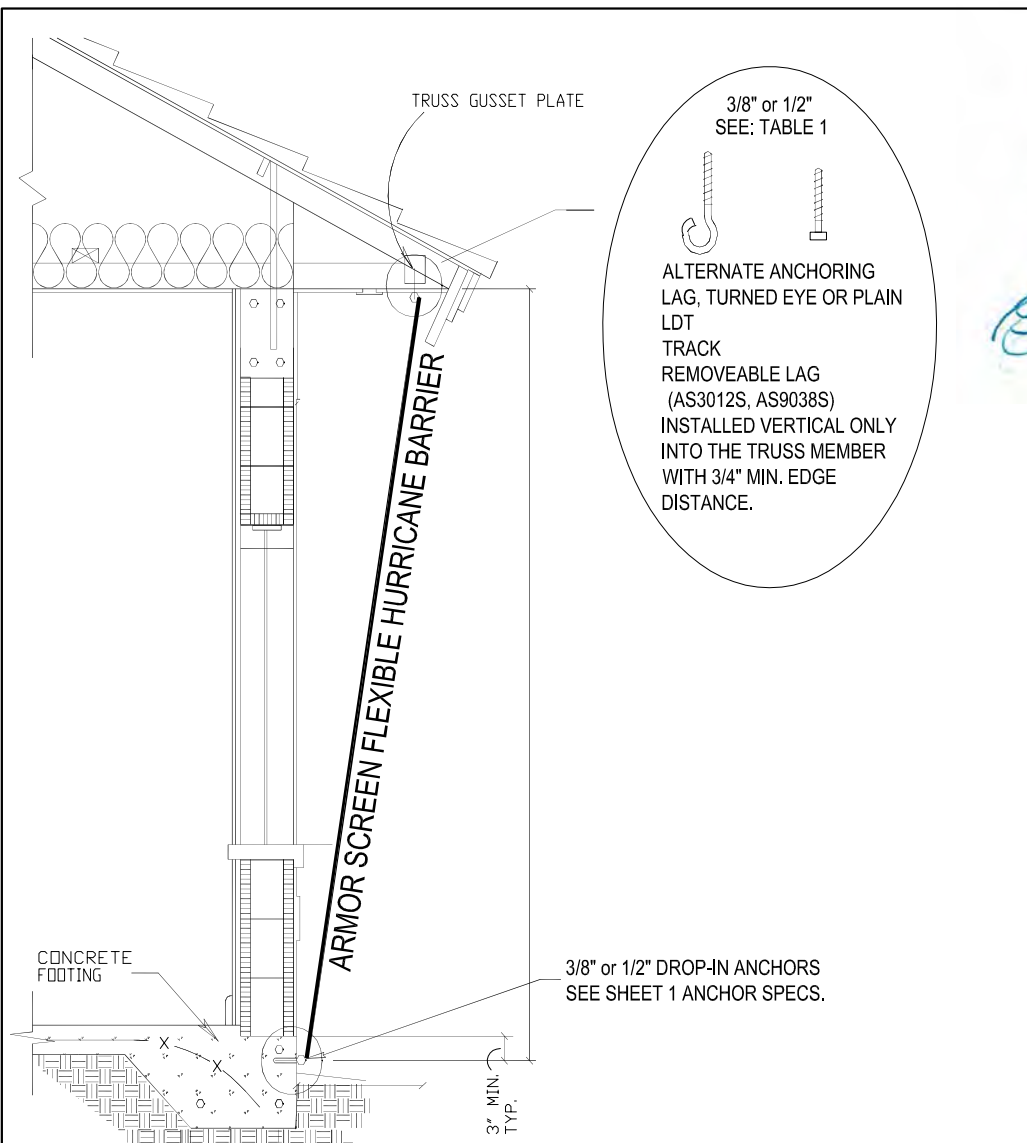 TRUSS GUSSET PLATE
3/8" or 1/2"
SEE: TABLE 1
ALTERNATE ANCHORING
LAG, TURNED EYE OR PLAIN
LDT
TRACK
REMOVEABLE LAG
(AS3012S, AS9038S)
INSTALLED VERTICAL ONLY
INTO THE TRUSS MEMBER
WITH 3/4" MIN. EDGE
DISTANCE.
ARMOR SCREEN FLEXIBLE HURRICANE BARRIER
CONCRETE
FOOTING
X
X
3/8" or 1/2" DROP-IN ANCHORS
SEE SHEET 1 ANCHOR SPECS.
3" MIN.
TYP.